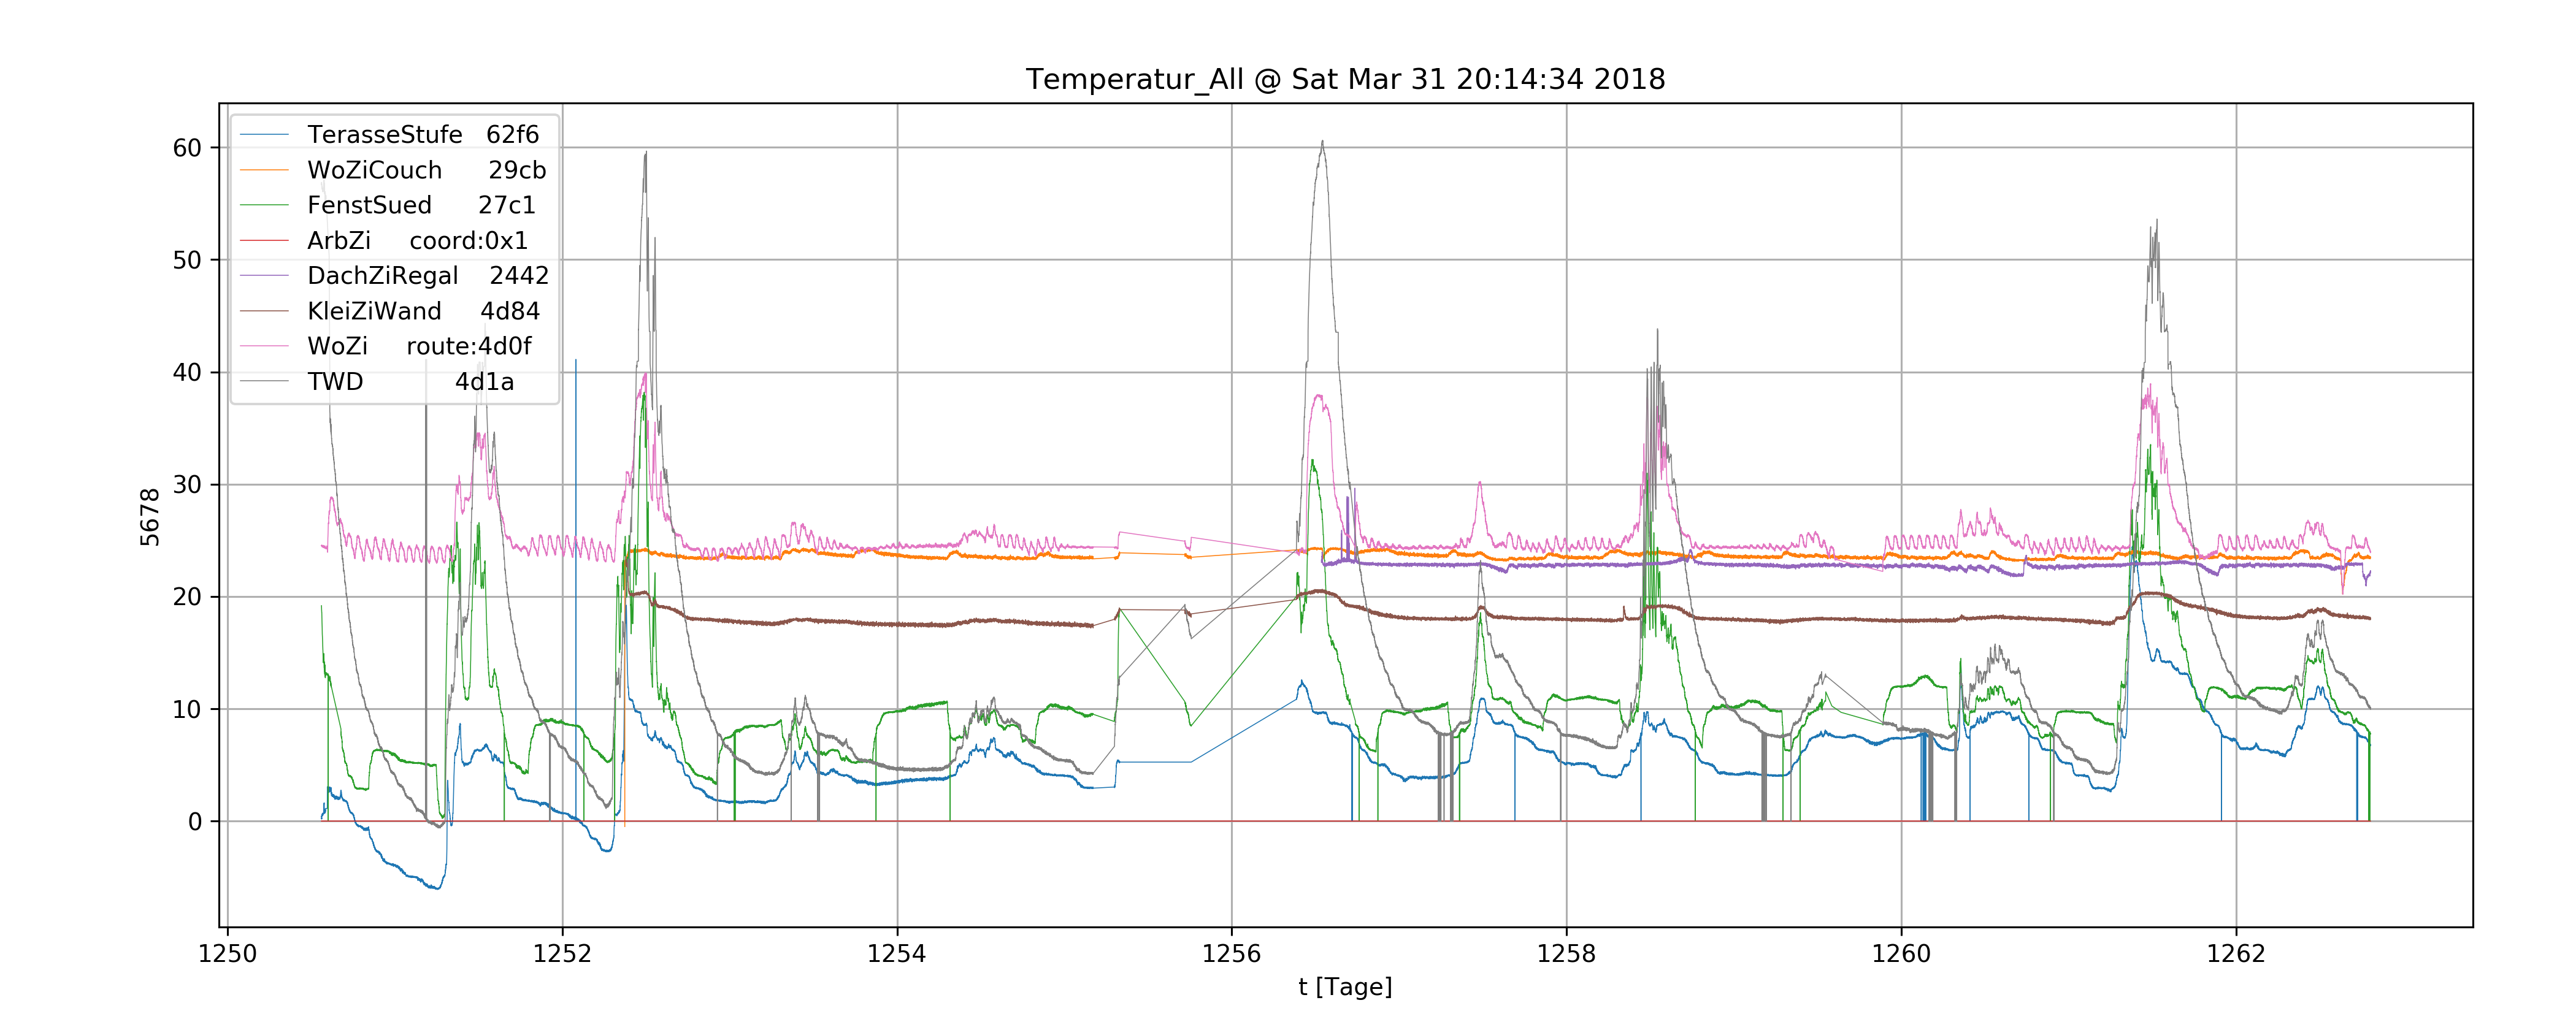 Temperatur_All @ Sat Mar 31 20:14:34 2018
TerasseStufe 62f6
WoZiCouch 29cb
FenstSued 27c1
ArbZi coord:0x1
DachZiRegal 2442
KleiZiWand 4d84
WoZi route:4d0f
TWD 4d1a
60
50
40
30
20
10
0
5678
1250 1252 1254 1256 1258 1260 1262
t [Tage]